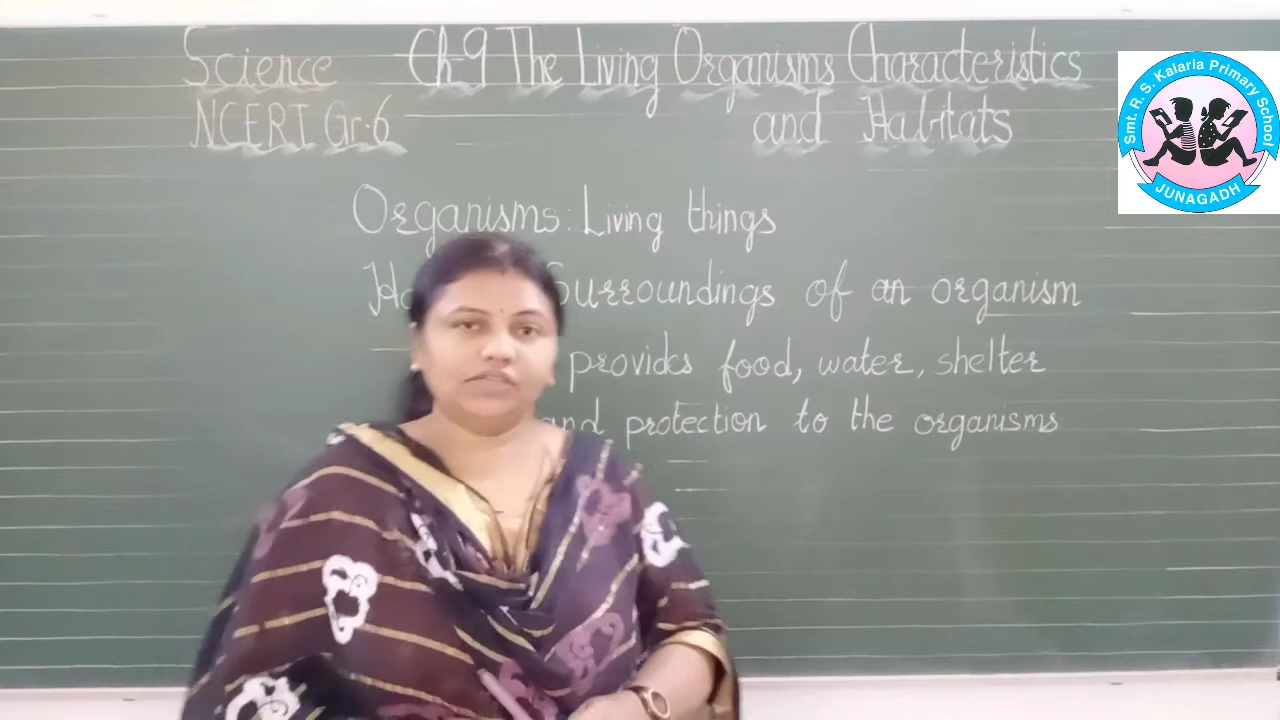 Science Ch-9 The Living Organisms Characteristics
NCERT Gr.6 and Habitats
Organisms: Living things
Surroundings of an organism
provides food, water, shelter
and protection to the organisms
Smt. R. S. Kalaria Primary School
JUNAGADH